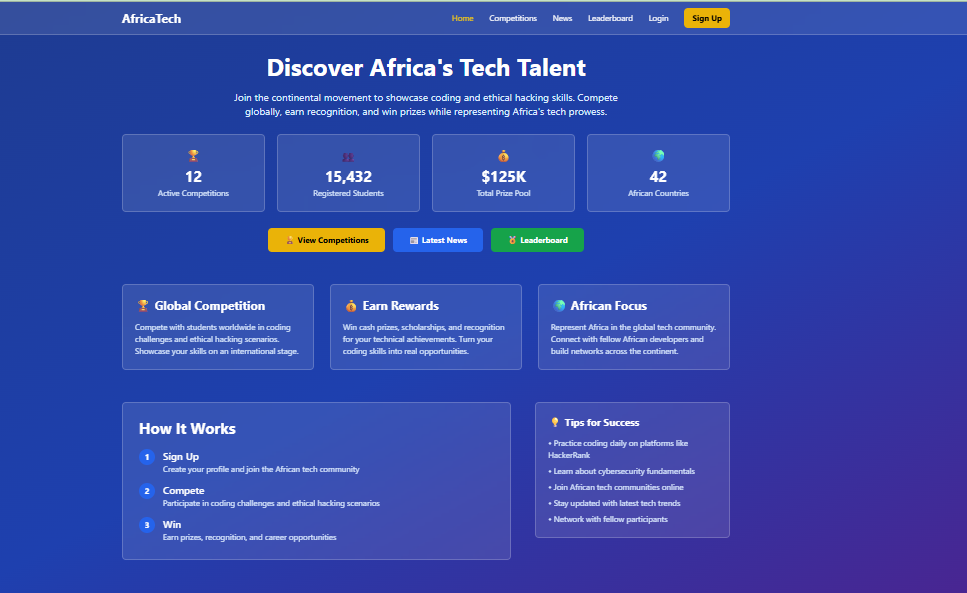 AfricaTech
Home Competitions News Leaderboard Login Sign Up
Discover Africa's Tech Talent
Join the continental movement to showcase coding and ethical hacking skills. Compete
globally, earn recognition, and win prizes while representing Africa's tech prowess.
12
Active Competitions
15,432
Registered Students
$125K
Total Prize Pool
42
African Countries
View Competitions
Latest News
Leaderboard
Global Competition
Compete with students worldwide in coding
challenges and ethical hacking scenarios.
Showcase your skills on an international stage.
Earn Rewards
Win cash prizes, scholarships, and recognition
for your technical achievements. Turn your
coding skills into real opportunities.
African Focus
Represent Africa in the global tech community.
Connect with fellow African developers and
build networks across the continent.
How It Works
1 Sign Up
Create your profile and join the African tech community
2 Compete
Participate in coding challenges and ethical hacking scenarios
3 Win
Earn prizes, recognition, and career opportunities
Tips for Success
• Practice coding daily on platforms like
HackerRank
• Learn about cybersecurity fundamentals
• Join African tech communities online
• Stay updated with latest tech trends
• Network with fellow participants